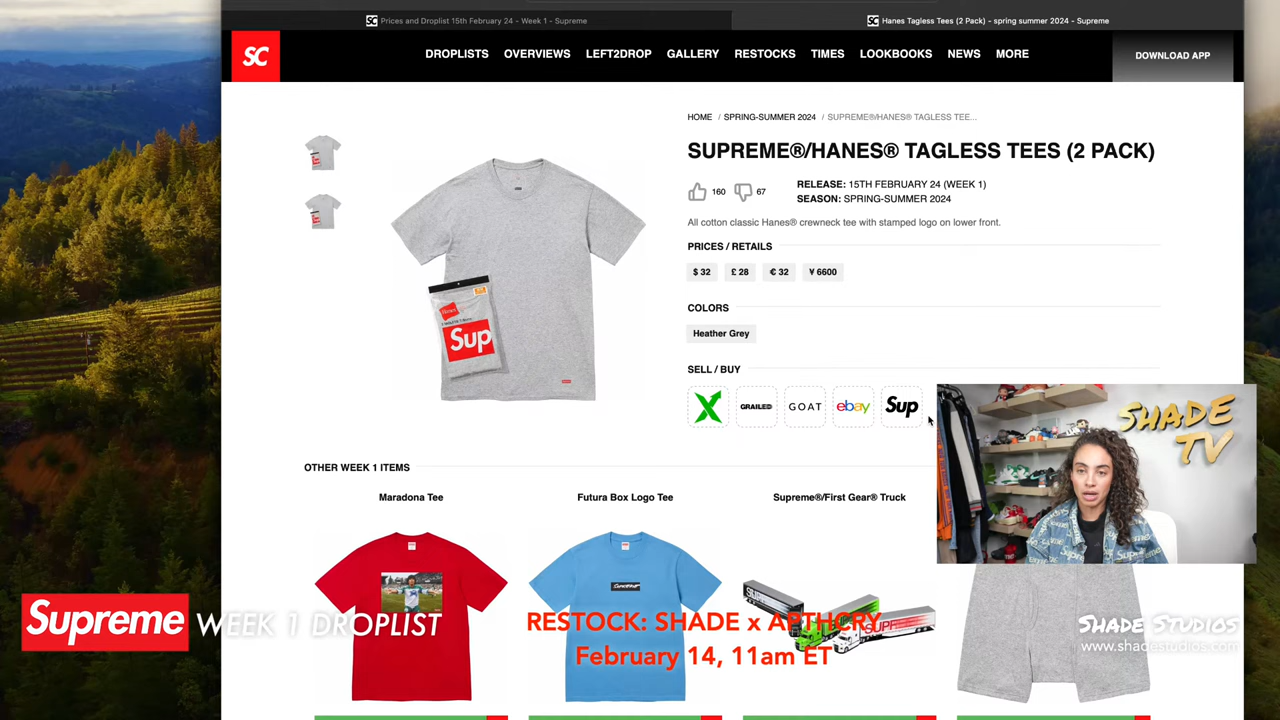 SC Prices and Droplist 15th February 24 - Week 1 - Supreme
SC Hanes Tagless Tees (2 Pack) - spring summer 2024 - Supreme
SC
DROPLISTS OVERVIEWS LEFT2DROP GALLERY RESTOCKS TIMES LOOKBOOKS NEWS MORE
DOWNLOAD APP
HOME / SPRING-SUMMER 2024 / SUPREME®/HANES® TAGLESS TEE...
SUPREME®/HANES® TAGLESS TEES (2 PACK)
160 67
RELEASE: 15TH FEBRUARY 24 (WEEK 1)
SEASON: SPRING-SUMMER 2024
All cotton classic Hanes® crewneck tee with stamped logo on lower front.
PRICES / RETAILS
$ 32 £ 28 € 32 ¥ 6600
COLORS
Heather Grey
SELL / BUY
X GRAILED GOAT ebay Sup
Hanes
Sup
SHADE
TV
OTHER WEEK 1 ITEMS
Maradona Tee
Futura Box Logo Tee
Supreme®/First Gear® Truck
Supreme WEEK 1 DROPLIST
RESTOCK: SHADE x APTHCRY
February 14, 11am ET
Shade Studios
www.shadestudios.com